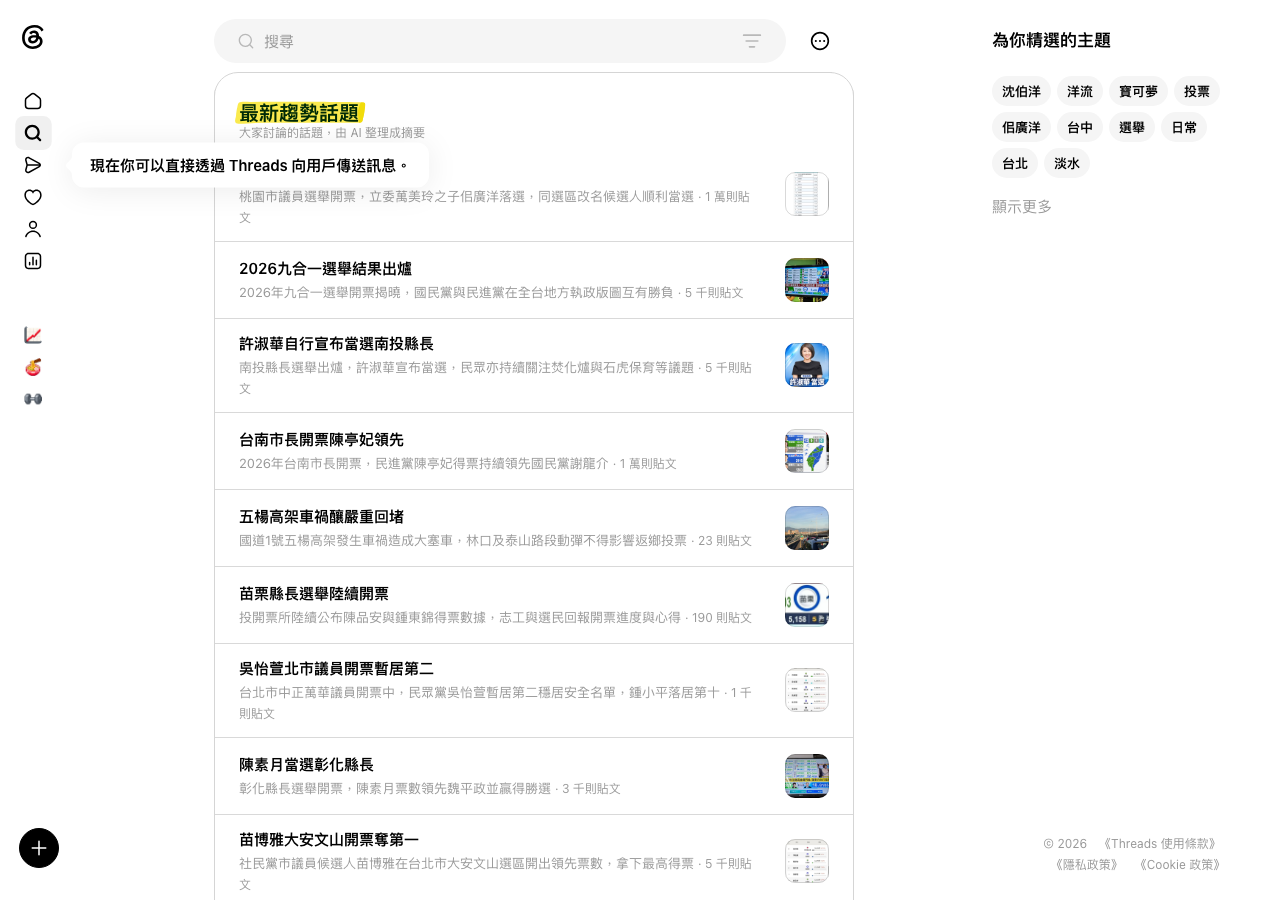 搜尋
最新趨勢話題
大家討論的話題，由 AI 整理成摘要
現在你可以直接透過 Threads 向用戶傳送訊息。
桃園市議員選舉開票，立委萬美玲之子佀廣洋落選，同選區改名候選人順利當選 · 1 萬則貼
文
2026九合一選舉結果出爐
2026年九合一選舉開票揭曉，國民黨與民進黨在全台地方執政版圖互有勝負 · 5 千則貼文
許淑華自行宣布當選南投縣長
南投縣長選舉出爐，許淑華宣布當選，民眾亦持續關注焚化爐與石虎保育等議題 · 5 千則貼
文
許淑華 當選
台南市長開票陳亭妃領先
2026年台南市長開票，民進黨陳亭妃得票持續領先國民黨謝龍介 · 1 萬則貼文
五楊高架車禍釀嚴重回堵
國道1號五楊高架發生車禍造成大塞車，林口及泰山路段動彈不得影響返鄉投票 · 23 則貼文
苗栗縣長選舉陸續開票
投開票所陸續公布陳品安與鍾東錦得票數據，志工與選民回報開票進度與心得 · 190 則貼文
苗栗
5,158
吳怡萱北市議員開票暫居第二
台北市中正萬華議員開票中，民眾黨吳怡萱暫居第二穩居安全名單，鍾小平落居第十 · 1 千
則貼文
陳素月當選彰化縣長
彰化縣長選舉開票，陳素月票數領先魏平政並贏得勝選 · 3 千則貼文
苗博雅大安文山開票奪第一
社民黨市議員候選人苗博雅在台北市大安文山選區開出領先票數，拿下最高得票 · 5 千則貼
文
為你精選的主題
沈伯洋 洋流 寶可夢 投票
佀廣洋 台中 選舉 日常
台北 淡水
顯示更多
© 2026 《Threads 使用條款》
《隱私政策》 《Cookie 政策》